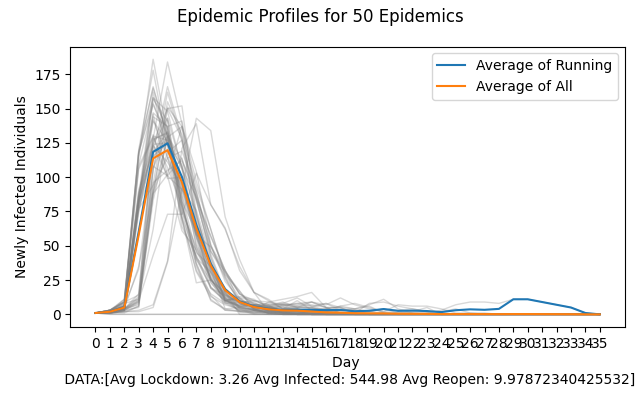 Epidemic Profiles for 50 Epidemics
Average of Running
Average of All
175
150
125
100
75
50
25
0
Newly Infected Individuals
0 1 2 3 4 5 6 7 8 9 10 11 12 13 14 15 16 17 18 19 20 21 22 23 24 25 26 27 28 29 30 31 32 33 34 35
Day
DATA:[Avg Lockdown: 3.26 Avg Infected: 544.98 Avg Reopen: 9.97872340425532]